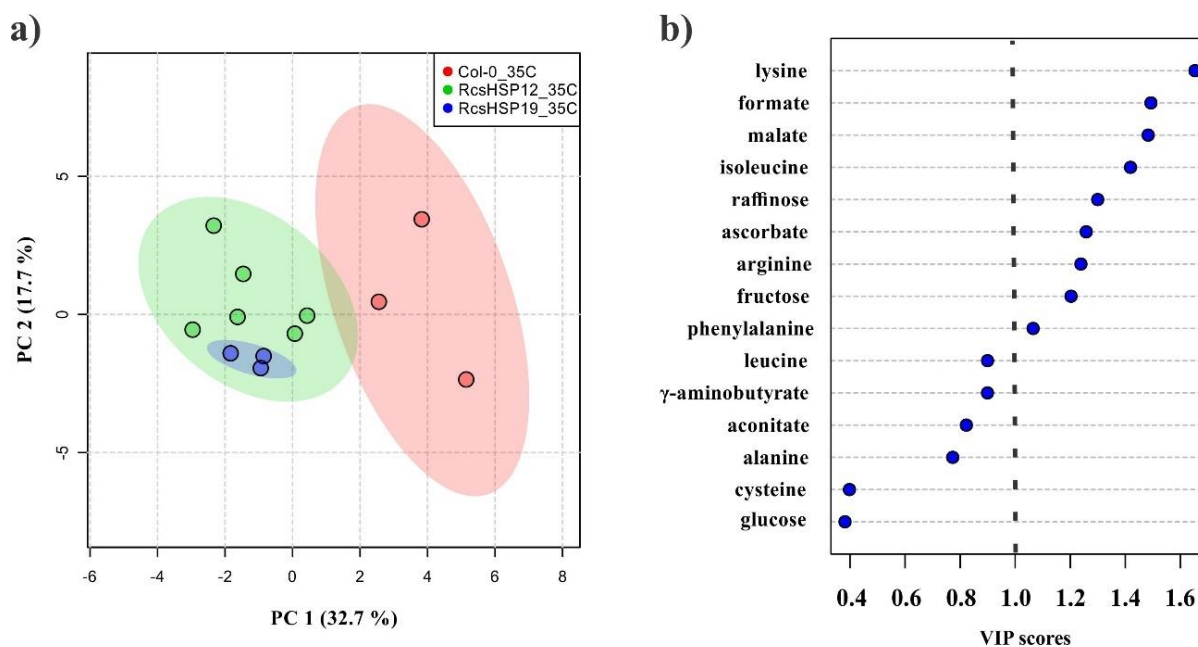 a)
Col-0_35C
RcsHSP12_35C
RcsHSP19_35C
PC 2 (17.7 %)
5
0
-5
-6 -4 -2 0 2 4 6 8
PC 1 (32.7 %)
b)
lysine
formate
malate
isoleucine
raffinose
ascorbate
arginine
fructose
phenylalanine
leucine
γ-aminobutyrate
aconitate
alanine
cysteine
glucose
0.4 0.6 0.8 1.0 1.2 1.4 1.6
VIP scores